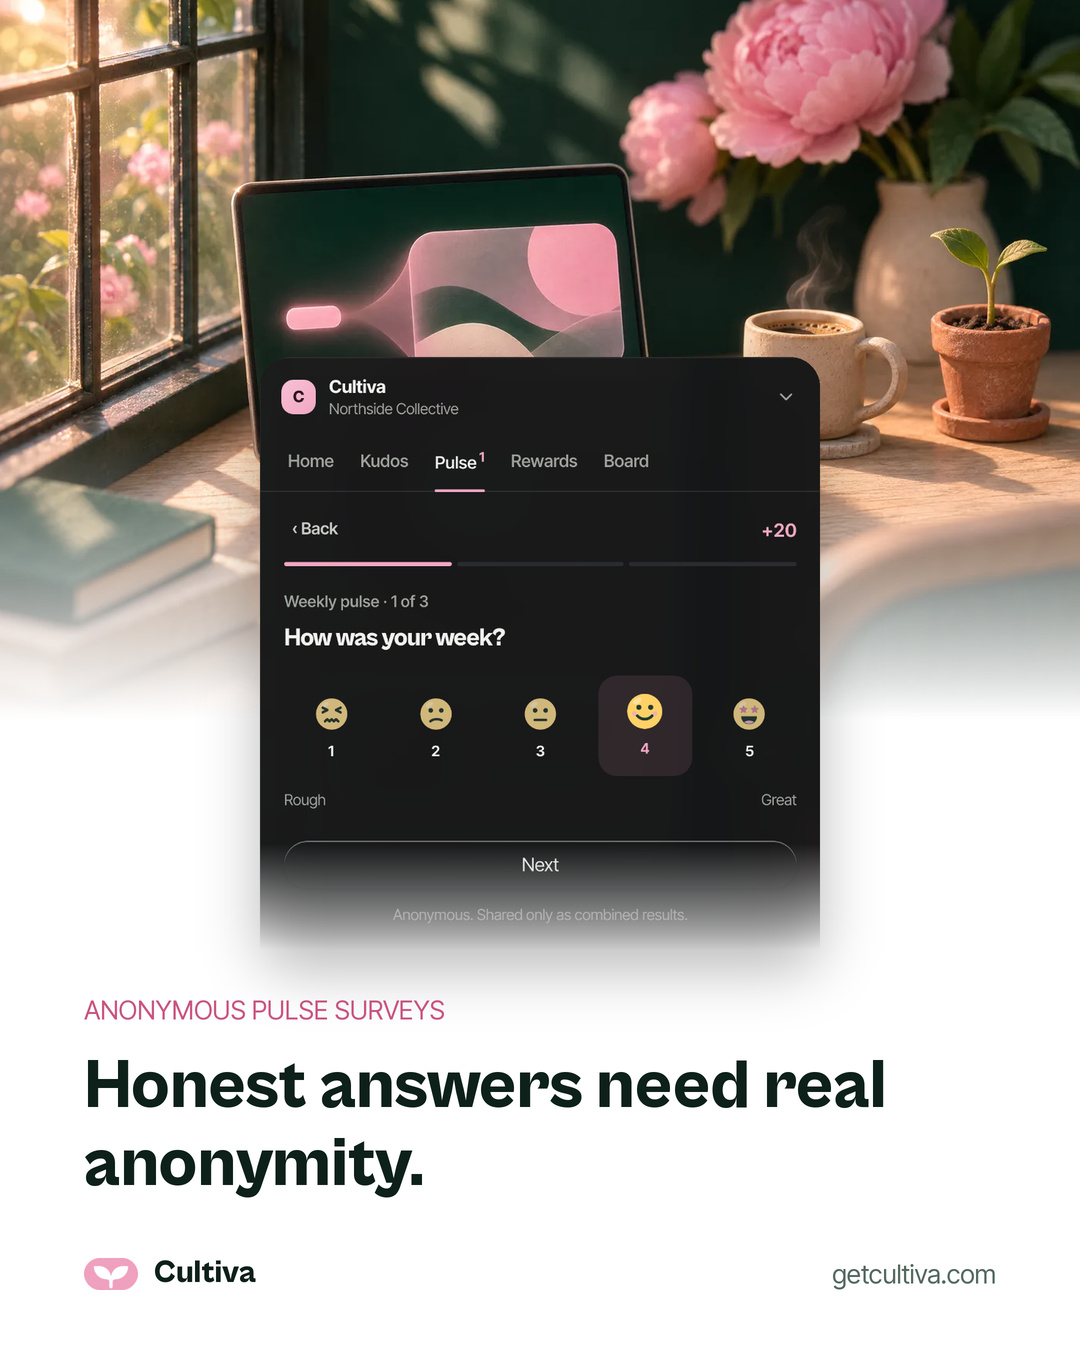 C
Cultiva
Northside Collective
Home Kudos Pulse 1 Rewards Board
‹ Back +20
Weekly pulse · 1 of 3
How was your week?
1 2 3 4 5
Rough Great
Next
Anonymous. Shared only as combined results.
ANONYMOUS PULSE SURVEYS
Honest answers need real
anonymity.
Cultiva getcultiva.com